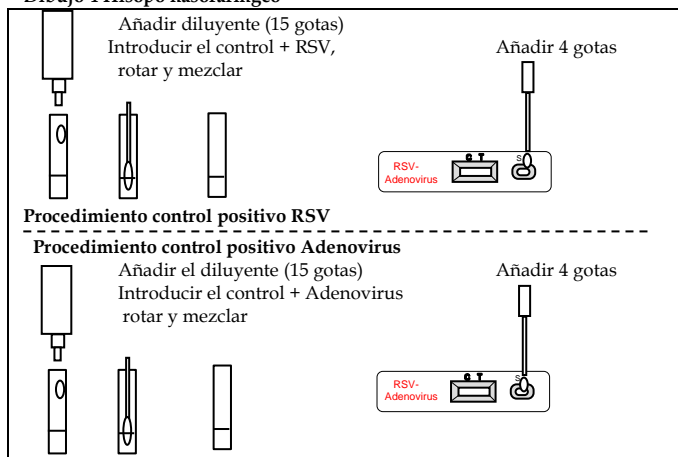 Dibujo 1 Hisopo nasofaríngeo
Añadir diluyente (15 gotas)
Introducir el control + RSV,
rotar y mezclar
Añadir 4 gotas
C T
S
RSV-
Adenovirus
Procedimiento control positivo RSV
Procedimiento control positivo Adenovirus
Añadir el diluyente (15 gotas)
Introducir el control + Adenovirus
rotar y mezclar
Añadir 4 gotas
C T
S
RSV-
Adenovirus